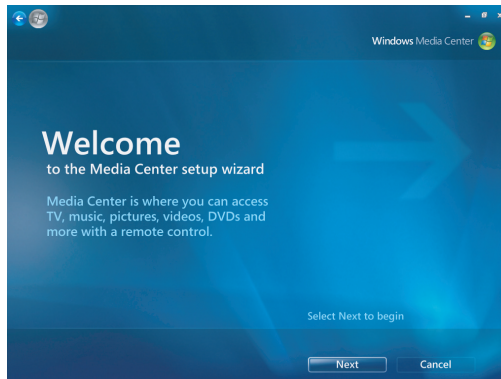 Windows Media Center
Welcome
to the Media Center setup wizard
Media Center is where you can access
TV, music, pictures, videos, DVDs and
more with a remote control.
Select Next to begin
Next Cancel